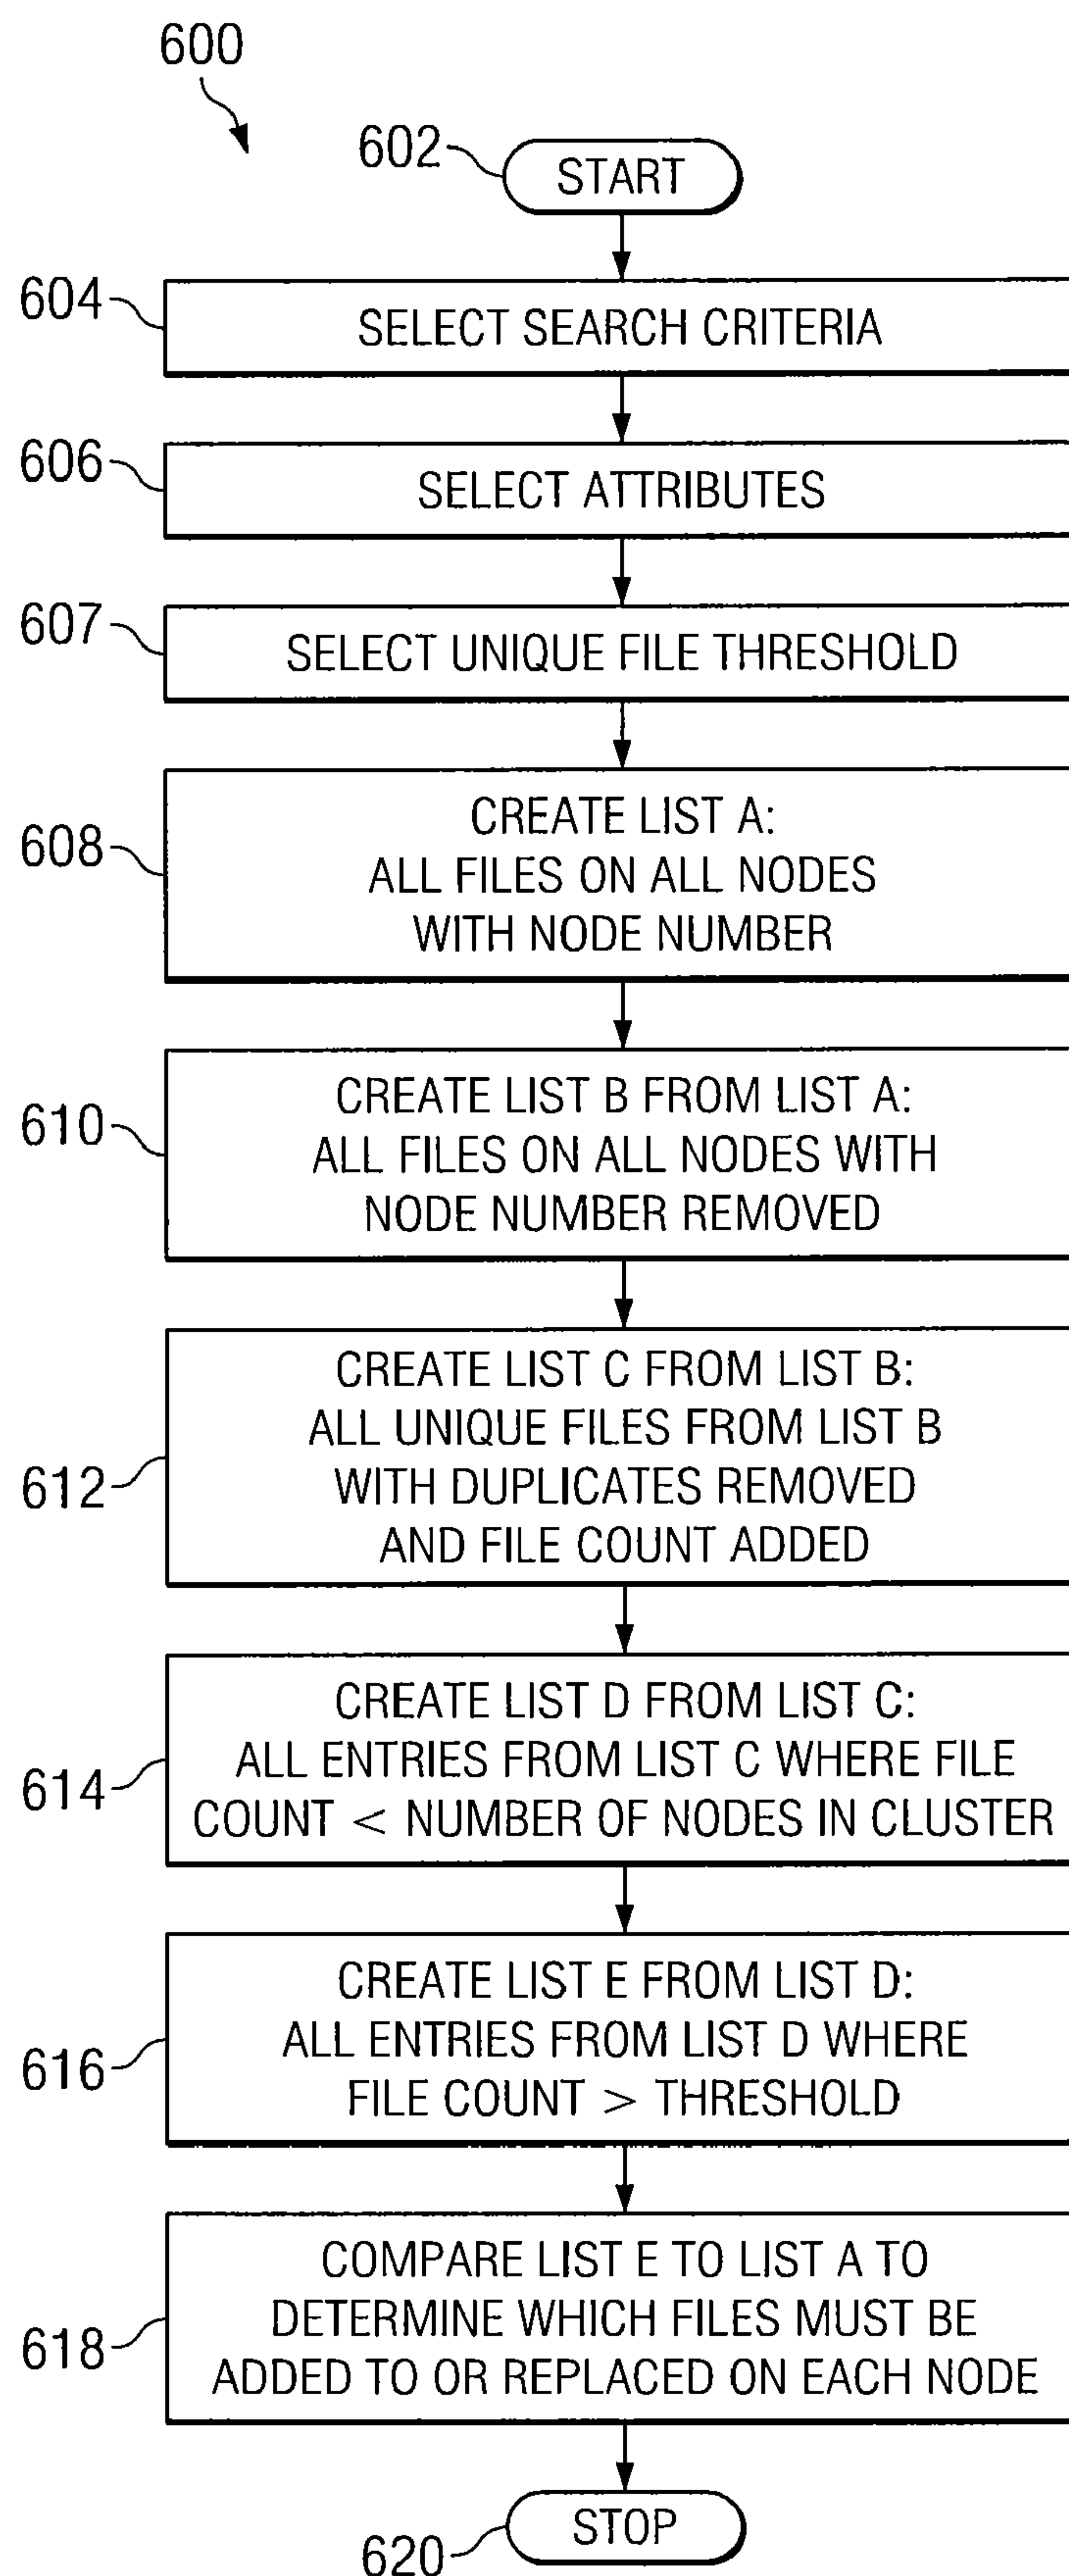 600
602
START
604
SELECT SEARCH CRITERIA
606
SELECT ATTRIBUTES
607
SELECT UNIQUE FILE THRESHOLD
608
CREATE LIST A:
ALL FILES ON ALL NODES
WITH NODE NUMBER
610
CREATE LIST B FROM LIST A:
ALL FILES ON ALL NODES WITH
NODE NUMBER REMOVED
612
CREATE LIST C FROM LIST B:
ALL UNIQUE FILES FROM LIST B
WITH DUPLICATES REMOVED
AND FILE COUNT ADDED
614
CREATE LIST D FROM LIST C:
ALL ENTRIES FROM LIST C WHERE FILE
COUNT < NUMBER OF NODES IN CLUSTER
616
CREATE LIST E FROM LIST D:
ALL ENTRIES FROM LIST D WHERE
FILE COUNT > THRESHOLD
618
COMPARE LIST E TO LIST A TO
DETERMINE WHICH FILES MUST BE
ADDED TO OR REPLACED ON EACH NODE
620
STOP